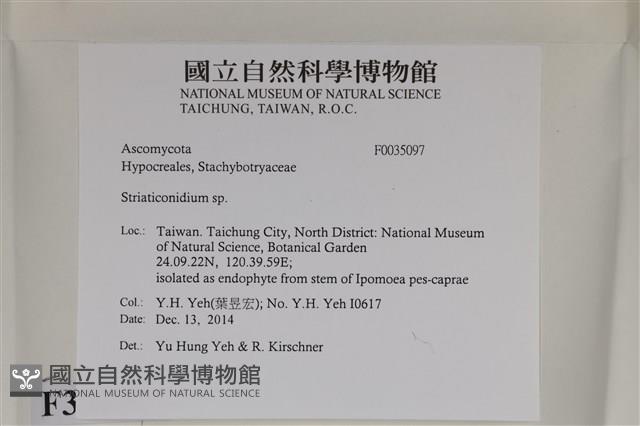 國立自然科學博物館
NATIONAL MUSEUM OF NATURAL SCIENCE
TAICHUNG, TAIWAN, R.O.C.
Ascomycota F0035097
Hypocreales, Stachybotryaceae
Striaticonidium sp.
Loc.: Taiwan. Taichung City, North District: National Museum
of Natural Science, Botanical Garden
24.09.22N, 120.39.59E;
isolated as endophyte from stem of Ipomoea pes-caprae
Col.: Y.H. Yeh(葉昱宏); No. Y.H. Yeh I0617
Date: Dec. 13, 2014
Det.: Yu Hung Yeh & R. Kirschner
國立自然科學博物館
NATIONAL MUSEUM OF NATURAL SCIENCE
F3